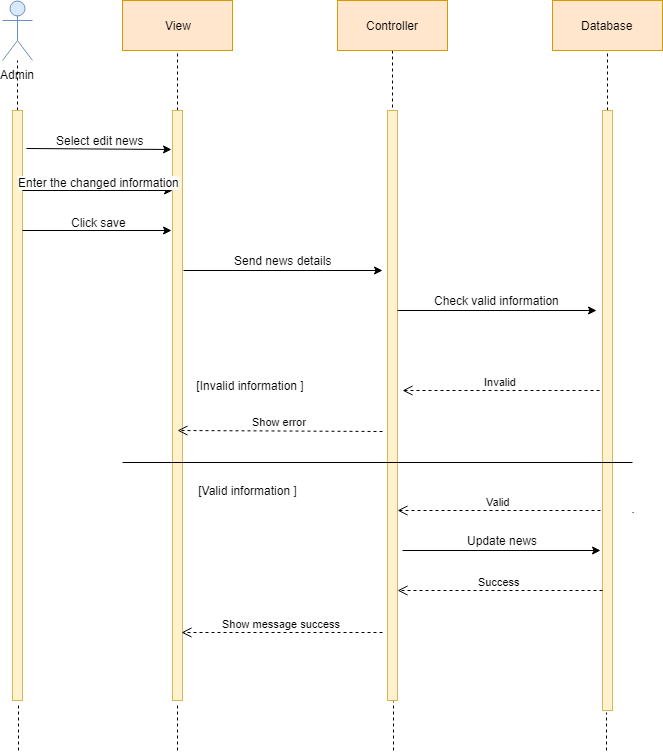 View
Controller
Database
Admin
Select edit news
Enter the changed information
Click save
Send news details
Check valid information
[Invalid information ]
Invalid
Show error
[Valid information ]
Valid
Update news
Success
Show message success